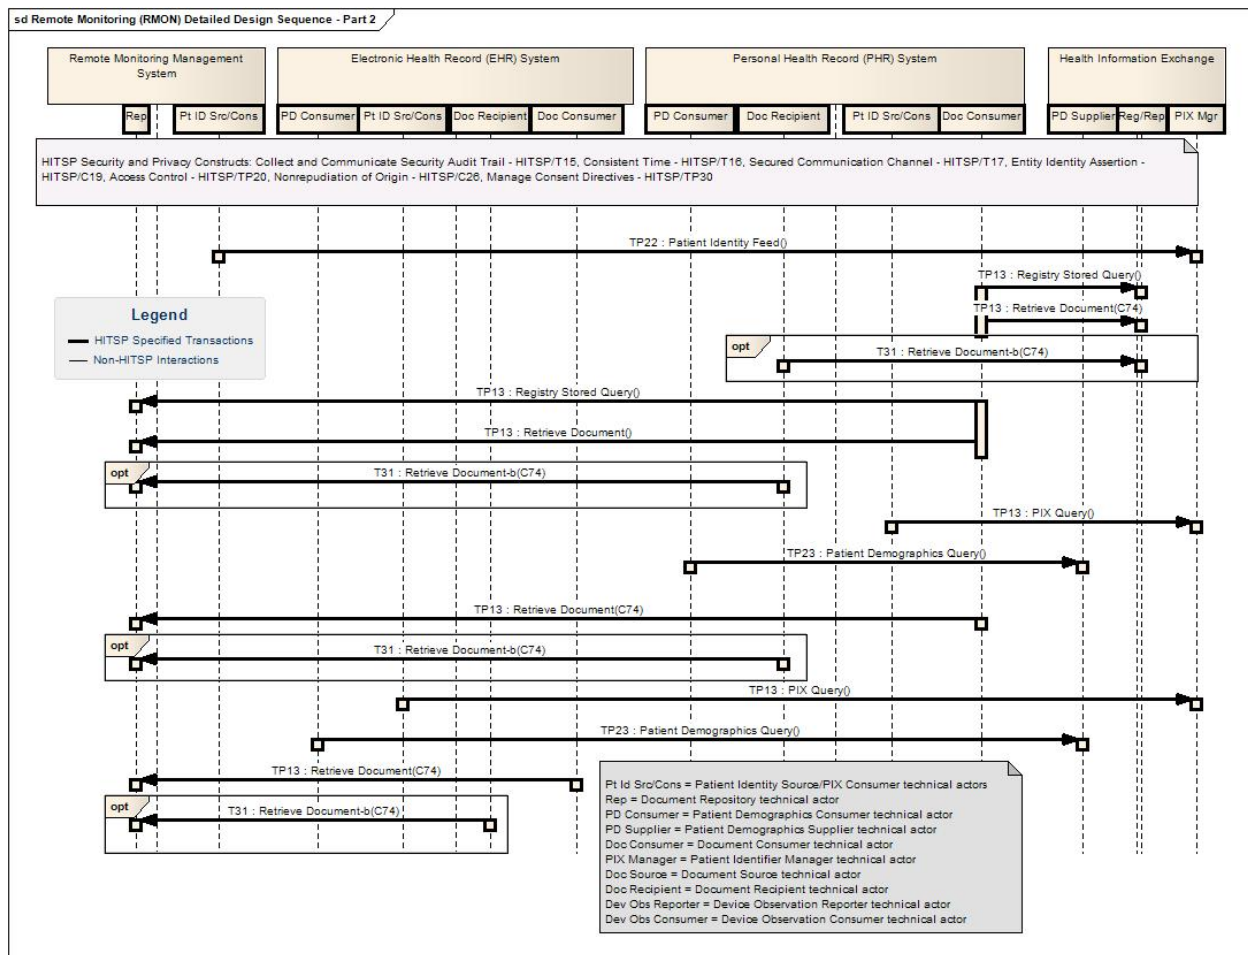 sd Remote Monitoring (RMON) Detailed Design Sequence - Part 2
Remote Monitoring Management
System
Electronic Health Record (EHR) System
Personal Health Record (PHR) System
Health Information Exchange
Rep
Pt ID Src/Cons
PD Consumer
Pt ID Src/Cons
Doc Recipient
Doc Consumer
PD Consumer
Doc Recipient
Pt ID Src/Cons
Doc Consumer
PD Supplier
Reg/Rep
PIX Mgr
HITSP Security and Privacy Constructs: Collect and Communicate Security Audit Trail - HITSP/T15, Consistent Time - HITSP/T16, Secured Communication Channel - HITSP/T17, Entity Identity Assertion -
HITSP/C19, Access Control - HITSP/TP20, Nonrepudiation of Origin - HITSP/C26, Manage Consent Directives - HITSP/TP30
TP22 : Patient Identity Feed()
TP13 : Registry Stored Query()
TP13 : Retrieve Document(C74)
Legend
HITSP Specified Transactions
Non-HITSP Interactions
opt
T31 : Retrieve Document-b(C74)
TP13 : Registry Stored Query()
TP13 : Retrieve Document()
opt
T31 : Retrieve Document-b(C74)
TP13 : PIX Query()
TP23 : Patient Demographics Query()
TP13 : Retrieve Document(C74)
opt
T31 : Retrieve Document-b(C74)
TP13 : PIX Query()
TP23 : Patient Demographics Query()
TP13 : Retrieve Document(C74)
opt
T31 : Retrieve Document-b(C74)
Pt Id Src/Cons = Patient Identity Source/PIX Consumer technical actors
Rep = Document Repository technical actor
PD Consumer = Patient Demographics Consumer technical actor
PD Supplier = Patient Demographics Supplier technical actor
Doc Consumer = Document Consumer technical actor
PIX Manager = Patient Identifier Manager technical actor
Doc Source = Document Source technical actor
Doc Recipient = Document Recipient technical actor
Dev Obs Reporter = Device Observation Reporter technical actor
Dev Obs Consumer = Device Observation Consumer technical actor